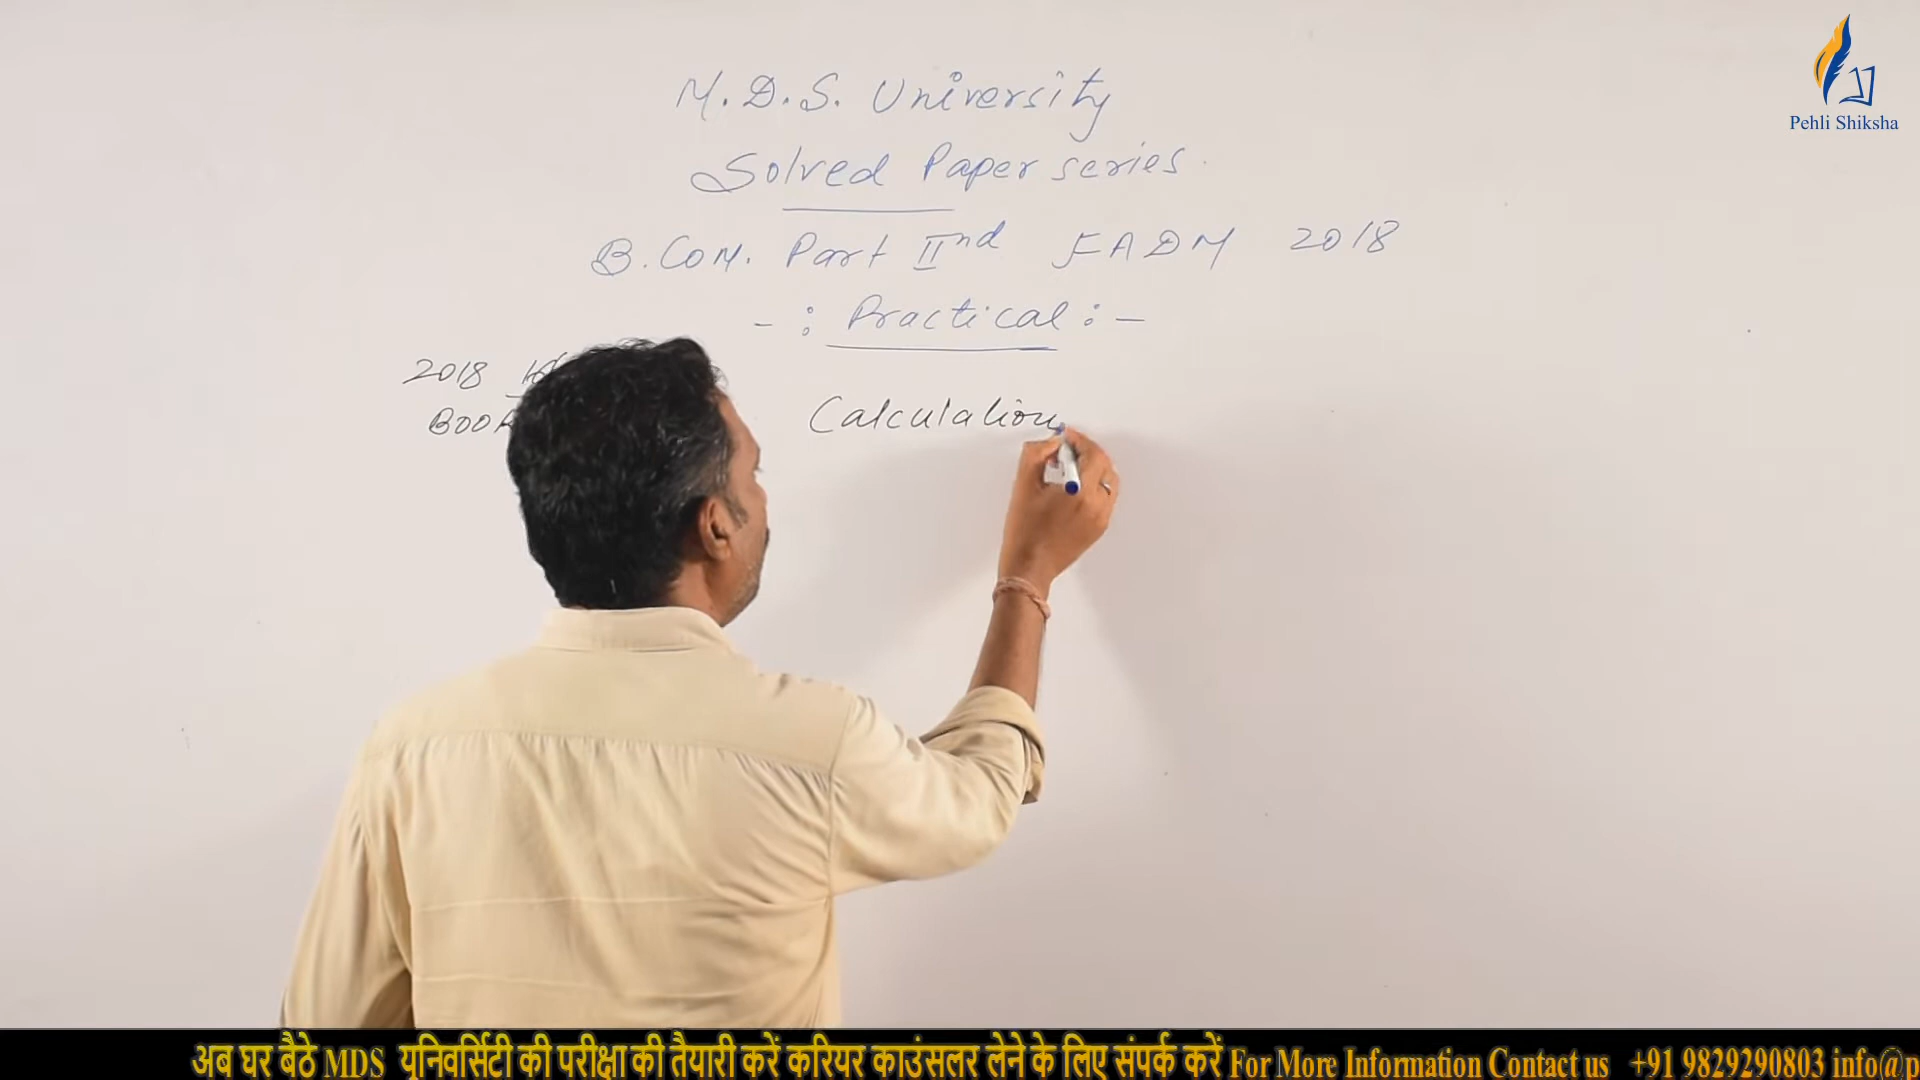 M.D.S. University
Solved Paper series
B.COM. Part IInd FADM 2018
-: Practical :-
2018
Calculation
Pehli Shiksha
अब घर बैठे MDS यूनिवर्सिटी की परीक्षा की तैयारी करें करियर काउंसलर लेने के लिए संपर्क करें For More Information Contact us +91 9829290803 info@p